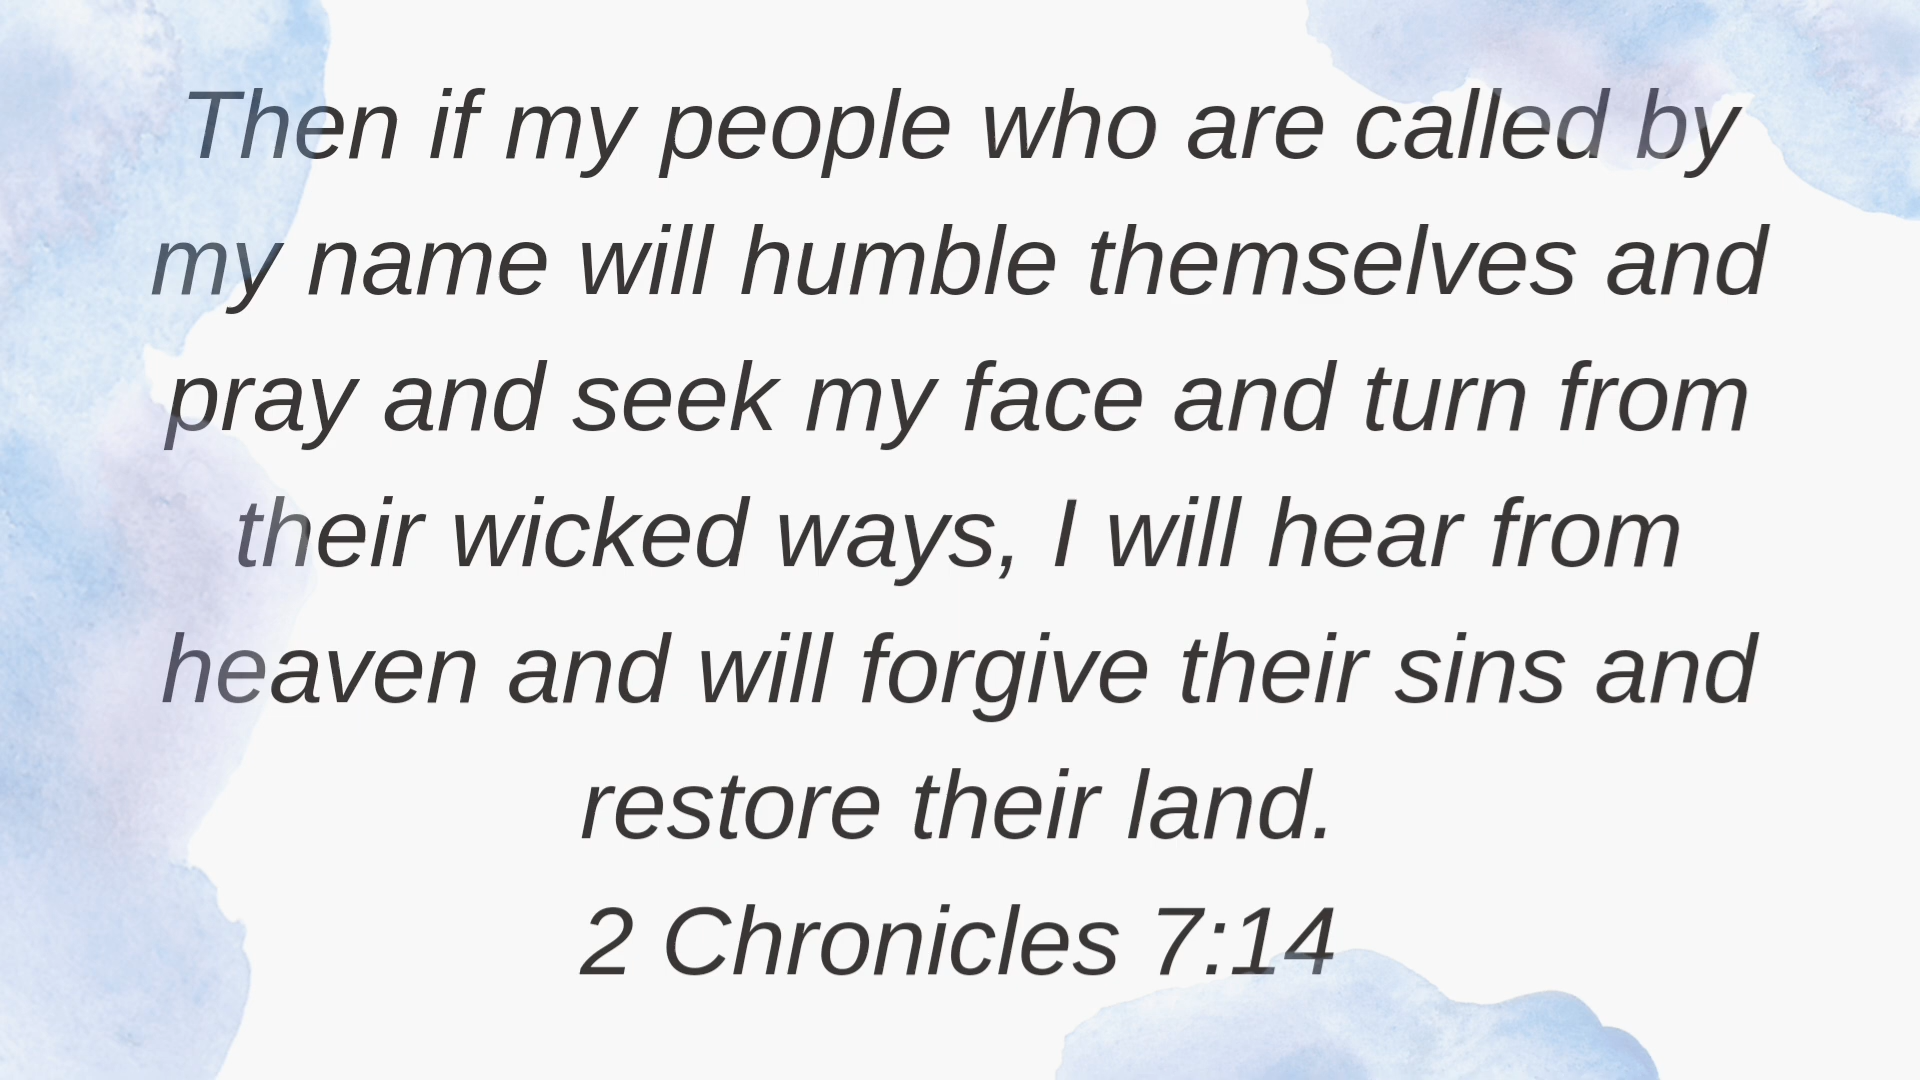 Then if my people who are called by
my name will humble themselves and
pray and seek my face and turn from
their wicked ways, I will hear from
heaven and will forgive their sins and
restore their land.
2 Chronicles 7:14